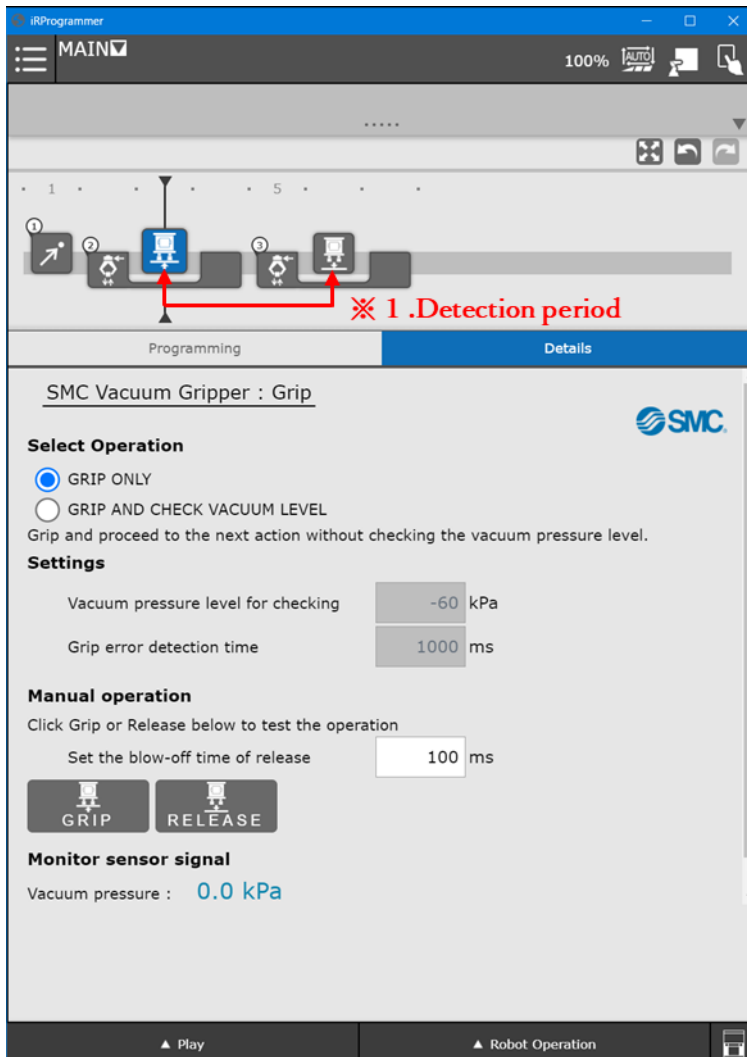 iRProgrammer
MAIN
100% AUTO
1 5
1 2 3
※ 1 .Detection period
Programming Details
SMC Vacuum Gripper : Grip
SMC.
Select Operation
GRIP ONLY
GRIP AND CHECK VACUUM LEVEL
Grip and proceed to the next action without checking the vacuum pressure level.
Settings
Vacuum pressure level for checking -60 kPa
Grip error detection time 1000 ms
Manual operation
Click Grip or Release below to test the operation
Set the blow-off time of release 100 ms
GRIP RELEASE
Monitor sensor signal
Vacuum pressure : 0.0 kPa
▲ Play ▲ Robot Operation